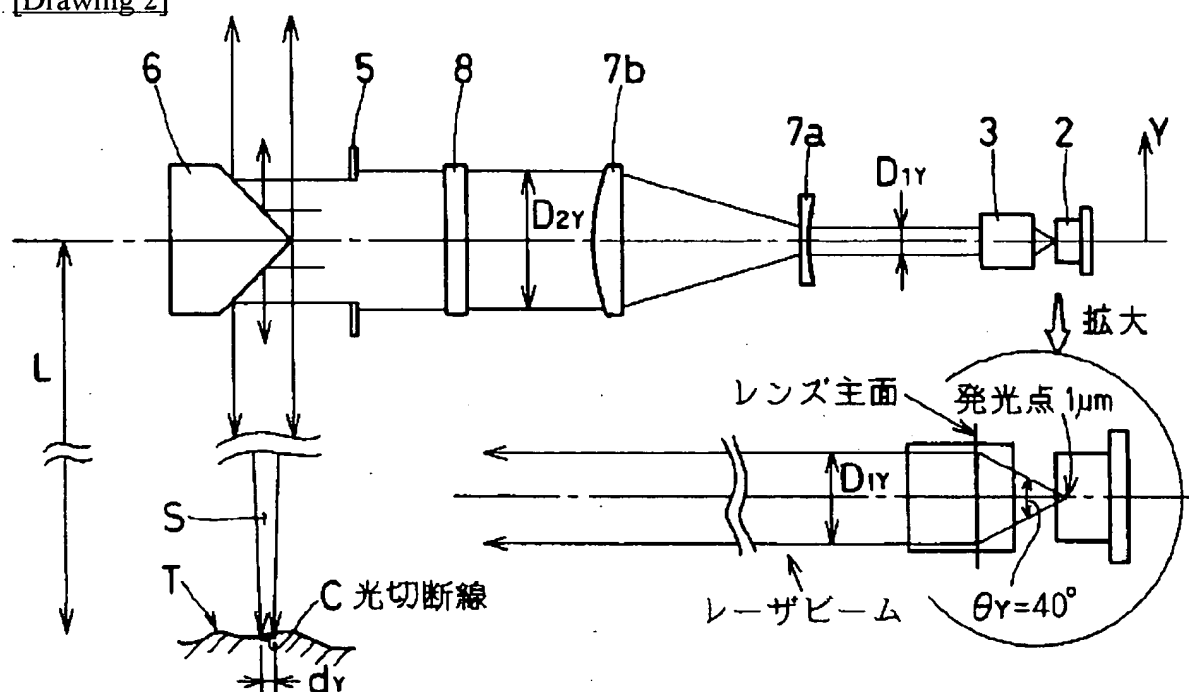 [Drawing 2]
6
5
8
7b
7a
3
2
Y
D1Y
D2Y
L
拡大
レンズ主面
発光点 1μm
D1Y
S
T
C 光切断線
レーザビーム
θY=40°
dY